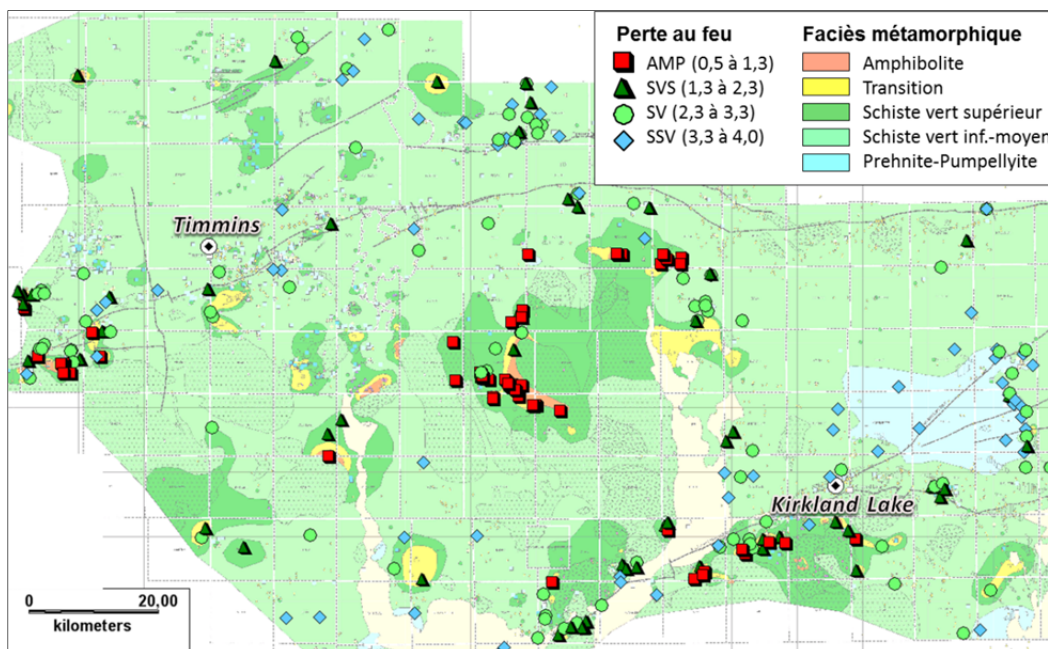 Perte au feu
AMP (0,5 à 1,3)
SVS (1,3 à 2,3)
SV (2,3 à 3,3)
SSV (3,3 à 4,0)
Faciès métamorphique
Amphibolite
Transition
Schiste vert supérieur
Schiste vert inf.-moyen
Prehnite-Pumpellyite
Timmins
Kirkland Lake
0 20,00
kilometers